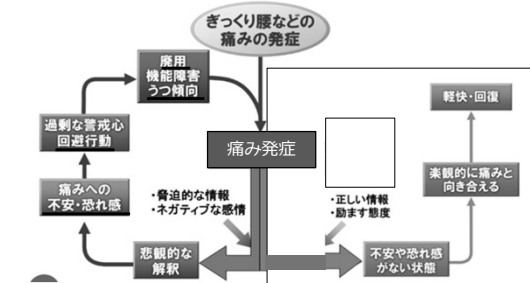 ぎっくり腰などの
痛みの発症
廃用
機能障害
うつ傾向
過剰な警戒心
回避行動
痛みへの
不安・恐れ感
悲観的な
解釈
痛み発症
・脅迫的な情報
・ネガティブな感情
・正しい情報
・励ます態度
不安や恐れ感
がない状態
楽観的に痛みと
向き合える
軽快・回復